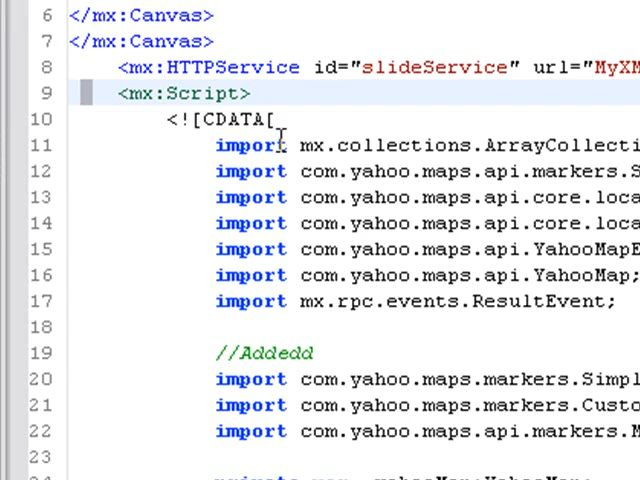 6 </mx:Canvas>
7 </mx:Canvas>
8 <mx:HTTPService id="slideService" url="MyXM
9 <mx:Script>
10 <![CDATA[
11 import mx.collections.ArrayCollecti
12 import com.yahoo.maps.api.markers.S
13 import com.yahoo.maps.api.core.loca
14 import com.yahoo.maps.api.core.loca
15 import com.yahoo.maps.api.YahooMapE
16 import com.yahoo.maps.api.YahooMap;
17 import mx.rpc.events.ResultEvent;
18
19 //Addedd
20 import com.yahoo.maps.markers.Simpl
21 import com.yahoo.maps.markers.Custo
22 import com.yahoo.maps.api.markers.M
23